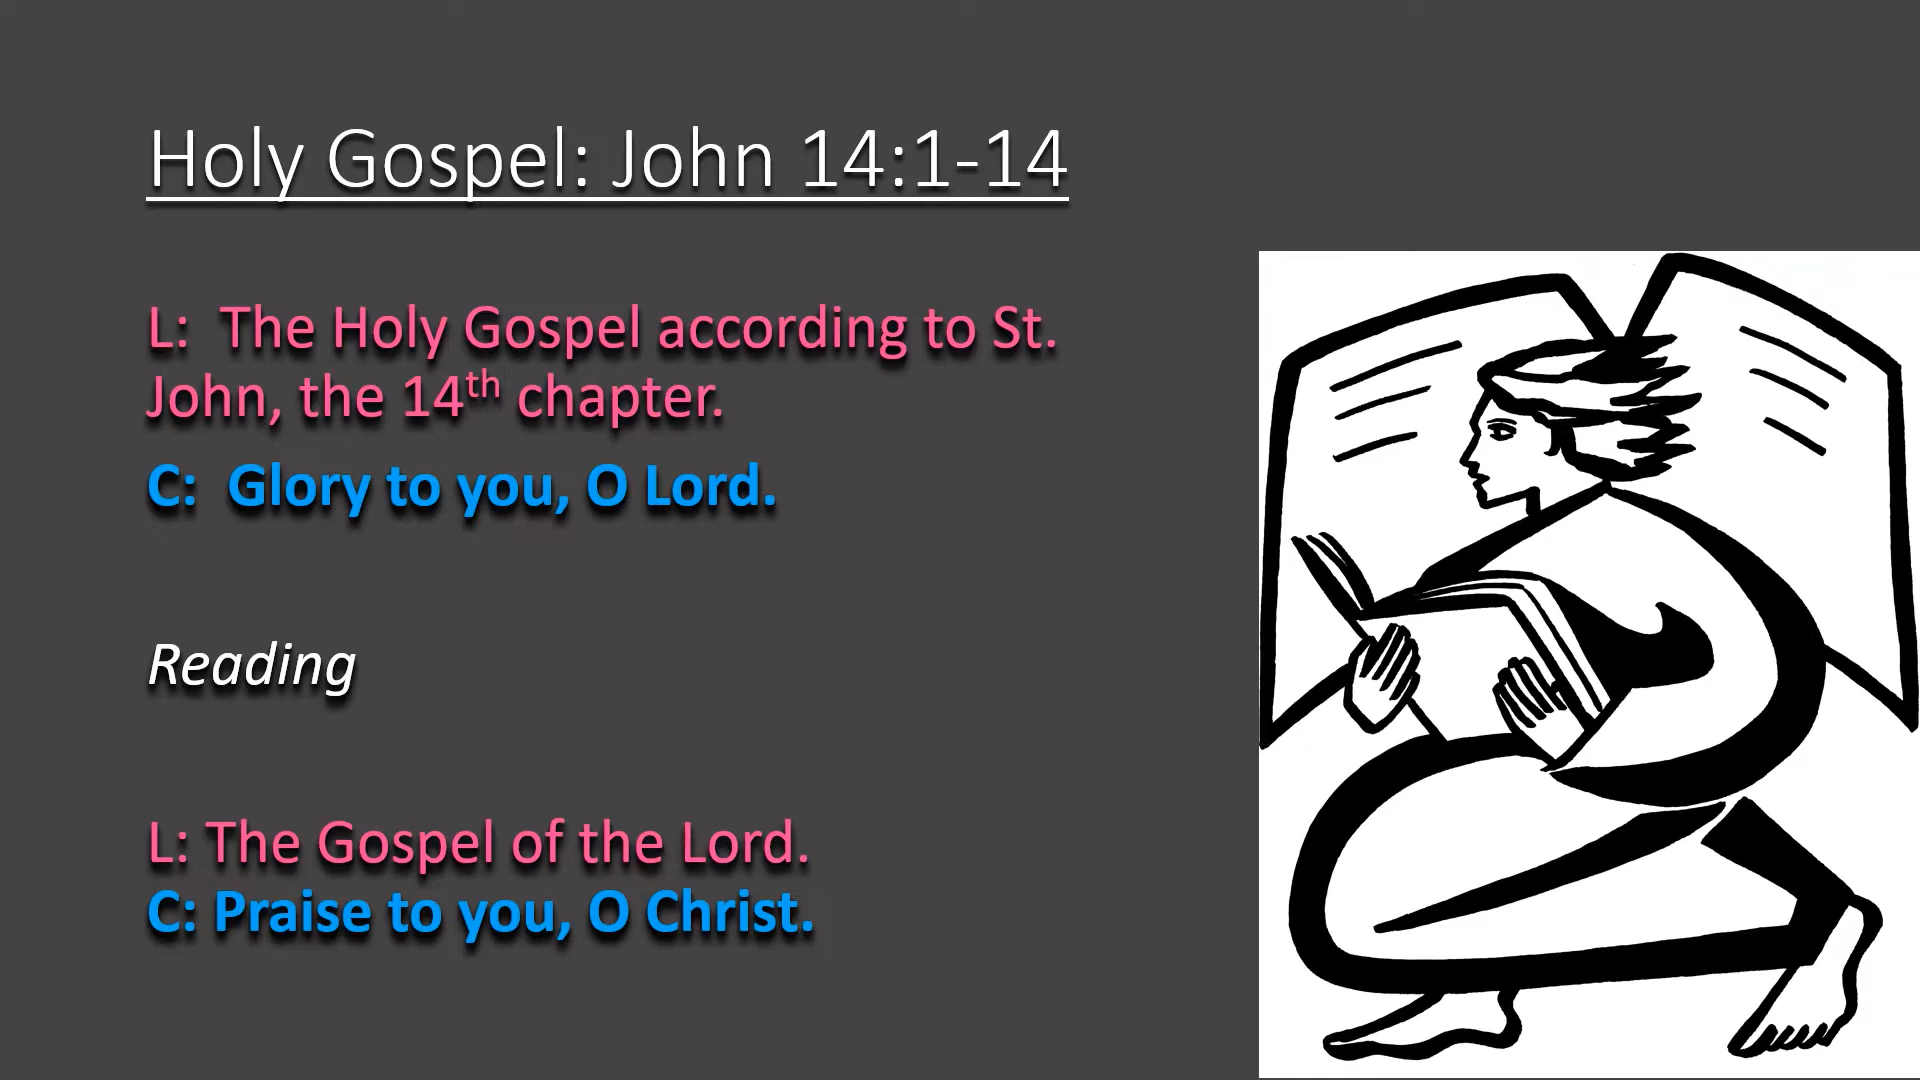 Holy Gospel: John 14:1-14
L: The Holy Gospel according to St.
John, the 14th chapter.
C: Glory to you, O Lord.
Reading
L: The Gospel of the Lord.
C: Praise to you, O Christ.